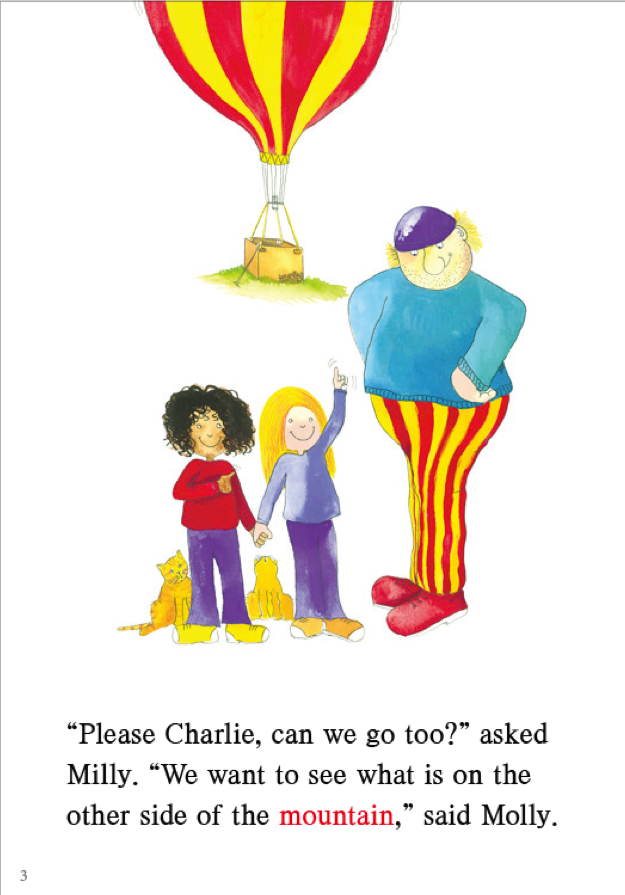 “Please Charlie, can we go too?” asked
Milly. “We want to see what is on the
other side of the mountain,” said Molly.
3